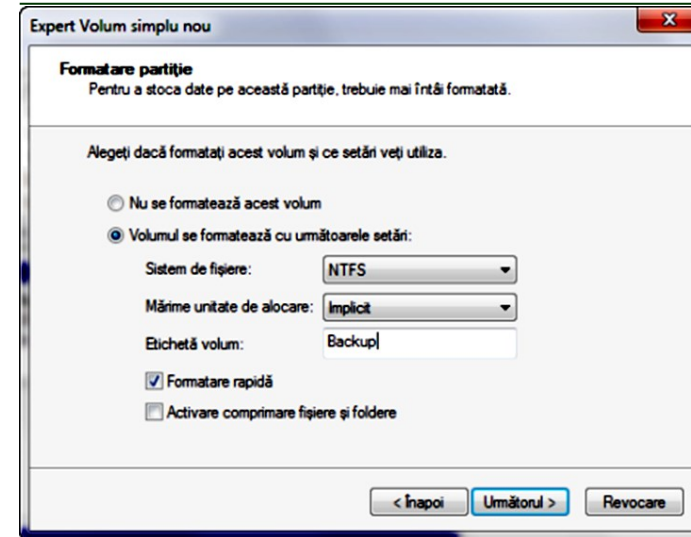 Expert Volum simplu nou
Formatare partiție
Pentru a stoca date pe această partiție, trebuie mai întâi formatată.
Alegeți dacă formatați acest volum și ce setări veți utiliza.
Nu se formatează acest volum
Volumul se formatează cu următoarele setări:
Sistem de fișiere: NTFS
Mărime unitate de alocare: Implicit
Etichetă volum: Backup
Formatare rapidă
Activare comprimare fișiere și foldere
< Înapoi Următorul > Revocare